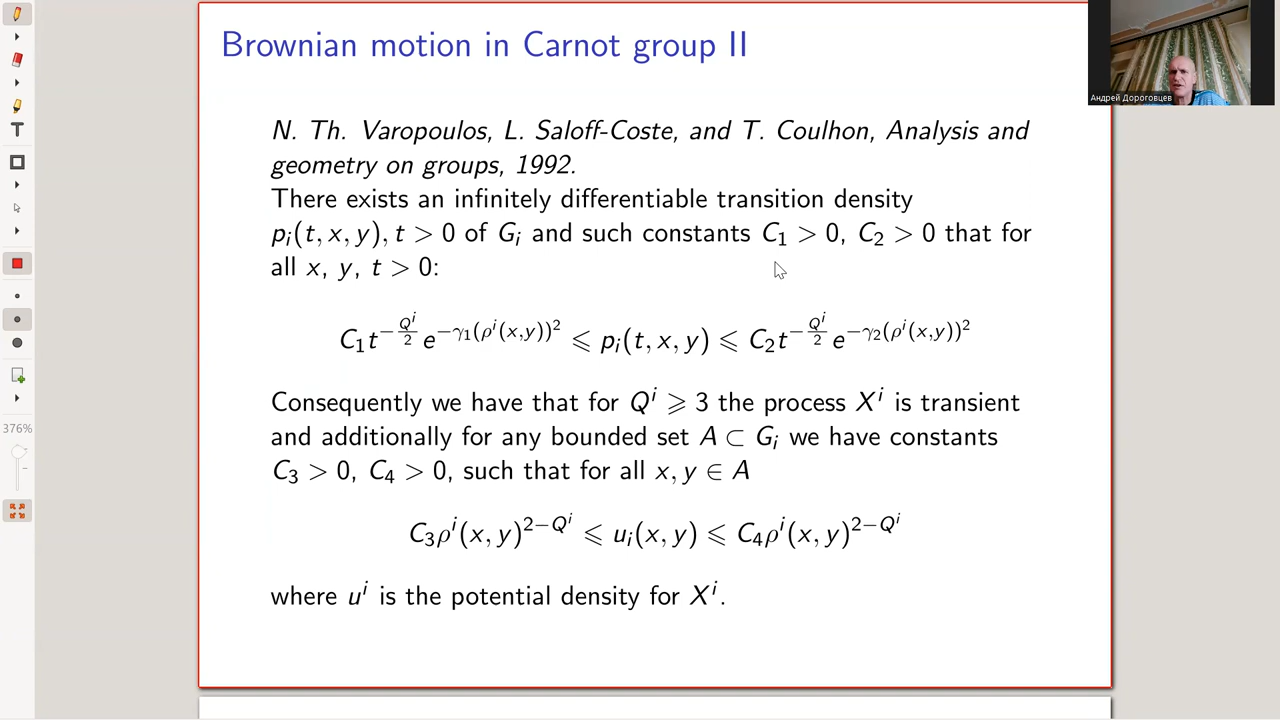 Brownian motion in Carnot group II
Андрей Дороговцев
N. Th. Varopoulos, L. Saloff-Coste, and T. Coulhon, Analysis and
geometry on groups, 1992.
There exists an infinitely differentiable transition density
p_i(t, x, y), t > 0 of G_i and such constants C_1 > 0, C_2 > 0 that for
all x, y, t > 0:
C_1 t^{-\frac{Q^i}{2}} e^{-γ_1(ρ^i(x,y))^2} ⩽ p_i(t, x, y) ⩽ C_2 t^{-\frac{Q^i}{2}} e^{-γ_2(ρ^i(x,y))^2}
Consequently we have that for Q^i ⩾ 3 the process X^i is transient
and additionally for any bounded set A ⊂ G_i we have constants
C_3 > 0, C_4 > 0, such that for all x, y ∈ A
C_3 ρ^i(x, y)^{2−Q^i} ⩽ u_i(x, y) ⩽ C_4 ρ^i(x, y)^{2−Q^i}
where u^i is the potential density for X^i.
T
376%